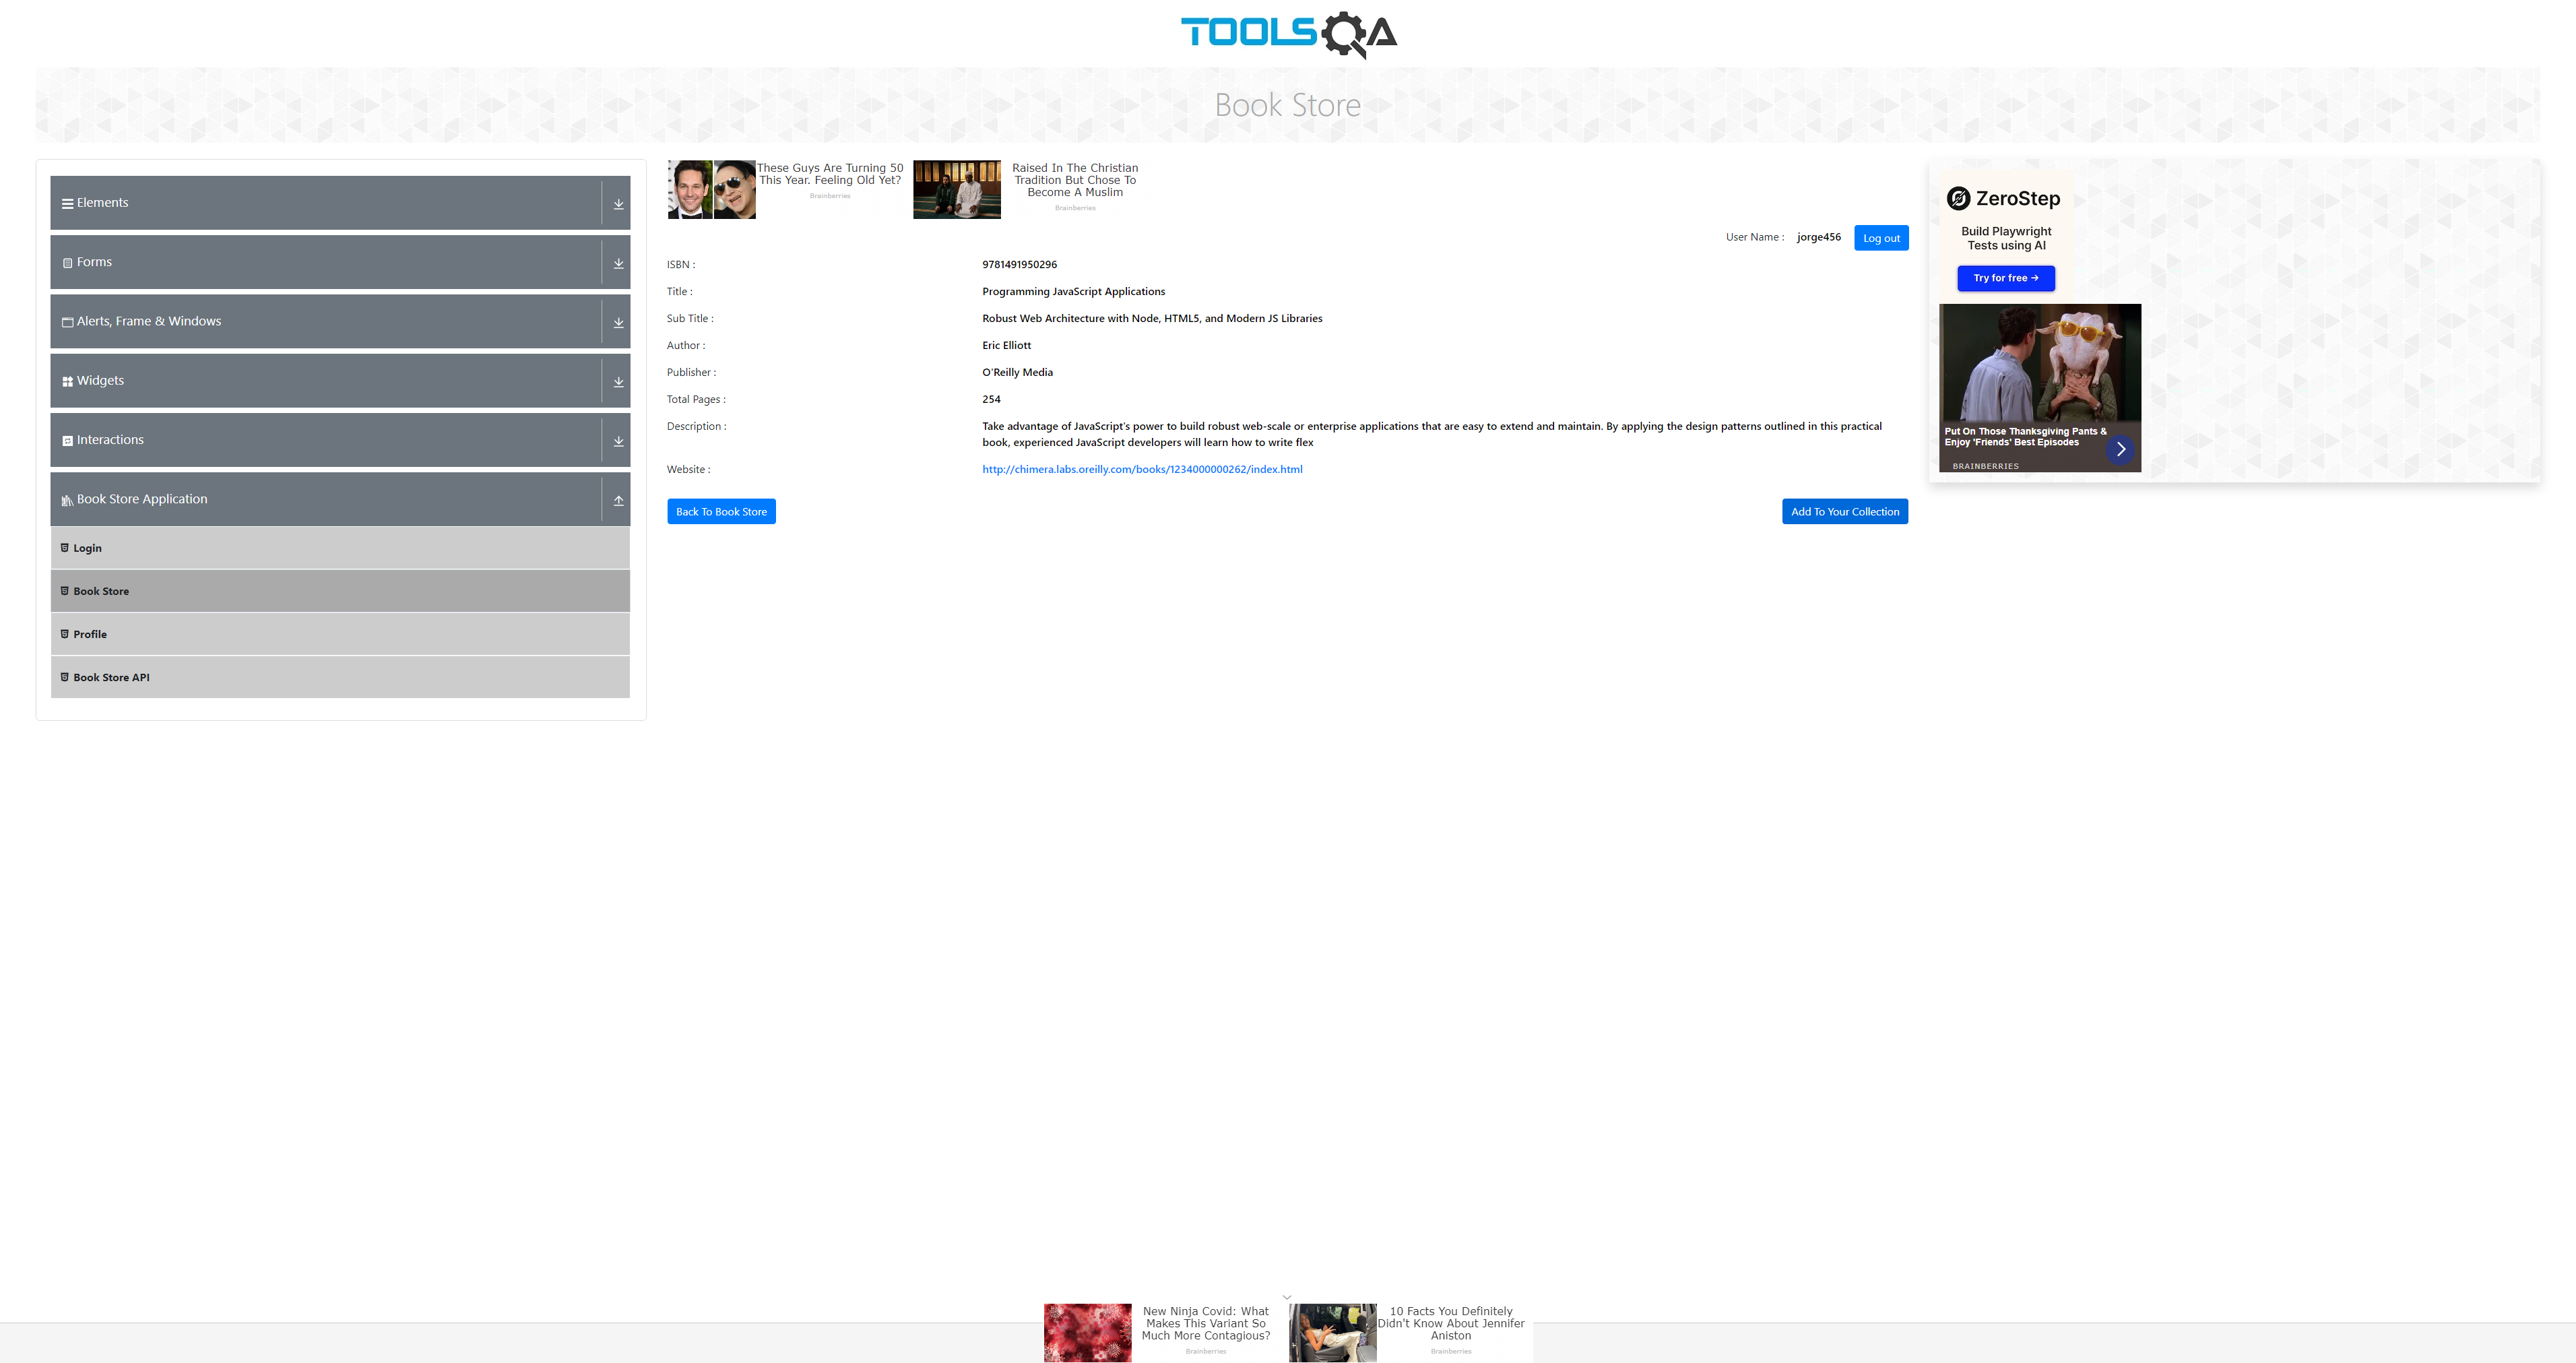 TOOLSQA
Book Store
Elements
Forms
Alerts, Frame & Windows
Widgets
Interactions
Book Store Application
Login
Book Store
Profile
Book Store API
These Guys Are Turning 50
This Year. Feeling Old Yet?
Brainberries
Raised In The Christian
Tradition But Chose To
Become A Muslim
Brainberries
User Name : jorge456 Log out
ISBN : 9781491950296
Title : Programming JavaScript Applications
Sub Title : Robust Web Architecture with Node, HTML5, and Modern JS Libraries
Author : Eric Elliott
Publisher : O'Reilly Media
Total Pages : 254
Description : Take advantage of JavaScript's power to build robust web-scale or enterprise applications that are easy to extend and maintain. By applying the design patterns outlined in this practical
book, experienced JavaScript developers will learn how to write flex
Website : http://chimera.labs.oreilly.com/books/1234000000262/index.html
Back To Book Store Add To Your Collection
ZeroStep
Build Playwright
Tests using AI
Try for free →
Put On Those Thanksgiving Pants &
Enjoy 'Friends' Best Episodes
BRAINBERRIES
New Ninja Covid: What
Makes This Variant So
Much More Contagious?
Brainberries
10 Facts You Definitely
Didn't Know About Jennifer
Aniston
Brainberries